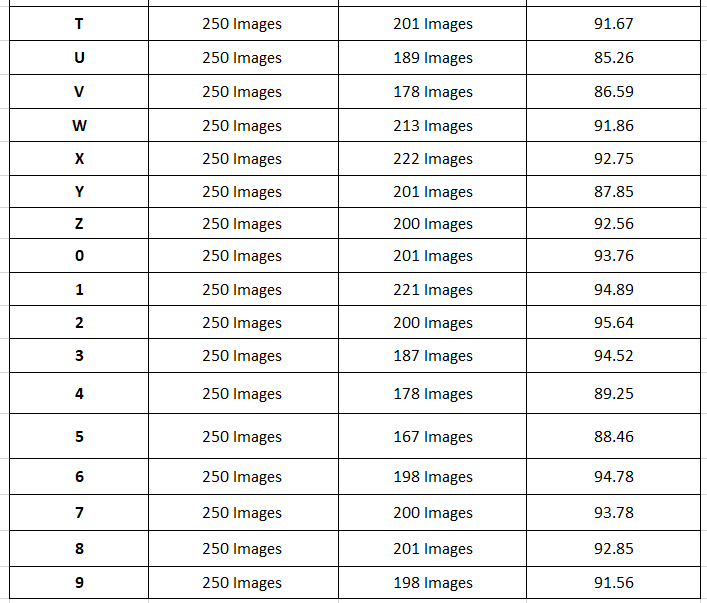 T 250 Images 201 Images 91.67
U 250 Images 189 Images 85.26
V 250 Images 178 Images 86.59
W 250 Images 213 Images 91.86
X 250 Images 222 Images 92.75
Y 250 Images 201 Images 87.85
Z 250 Images 200 Images 92.56
0 250 Images 201 Images 93.76
1 250 Images 221 Images 94.89
2 250 Images 200 Images 95.64
3 250 Images 187 Images 94.52
4 250 Images 178 Images 89.25
5 250 Images 167 Images 88.46
6 250 Images 198 Images 94.78
7 250 Images 200 Images 93.78
8 250 Images 201 Images 92.85
9 250 Images 198 Images 91.56